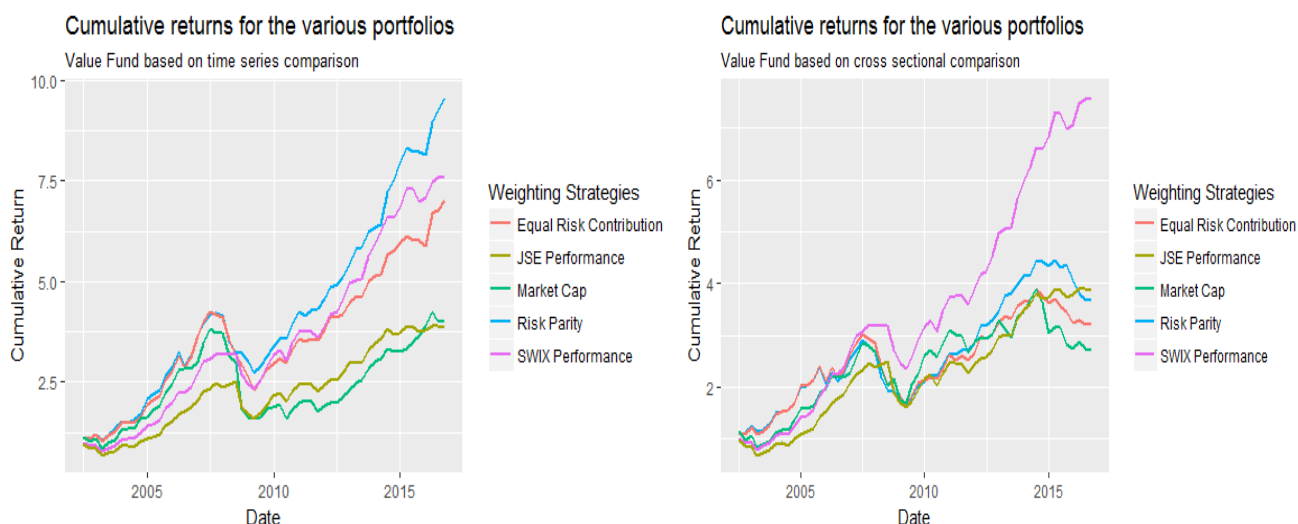 Cumulative returns for the various portfolios
Value Fund based on time series comparison
10.0
7.5
5.0
2.5
Cumulative Return
2005
2010
2015
Date
Weighting Strategies
Equal Risk Contribution
JSE Performance
Market Cap
Risk Parity
SWIX Performance
Cumulative returns for the various portfolios
Value Fund based on cross sectional comparison
6
4
2
Cumulative Return
2005
2010
2015
Date
Weighting Strategies
Equal Risk Contribution
JSE Performance
Market Cap
Risk Parity
SWIX Performance